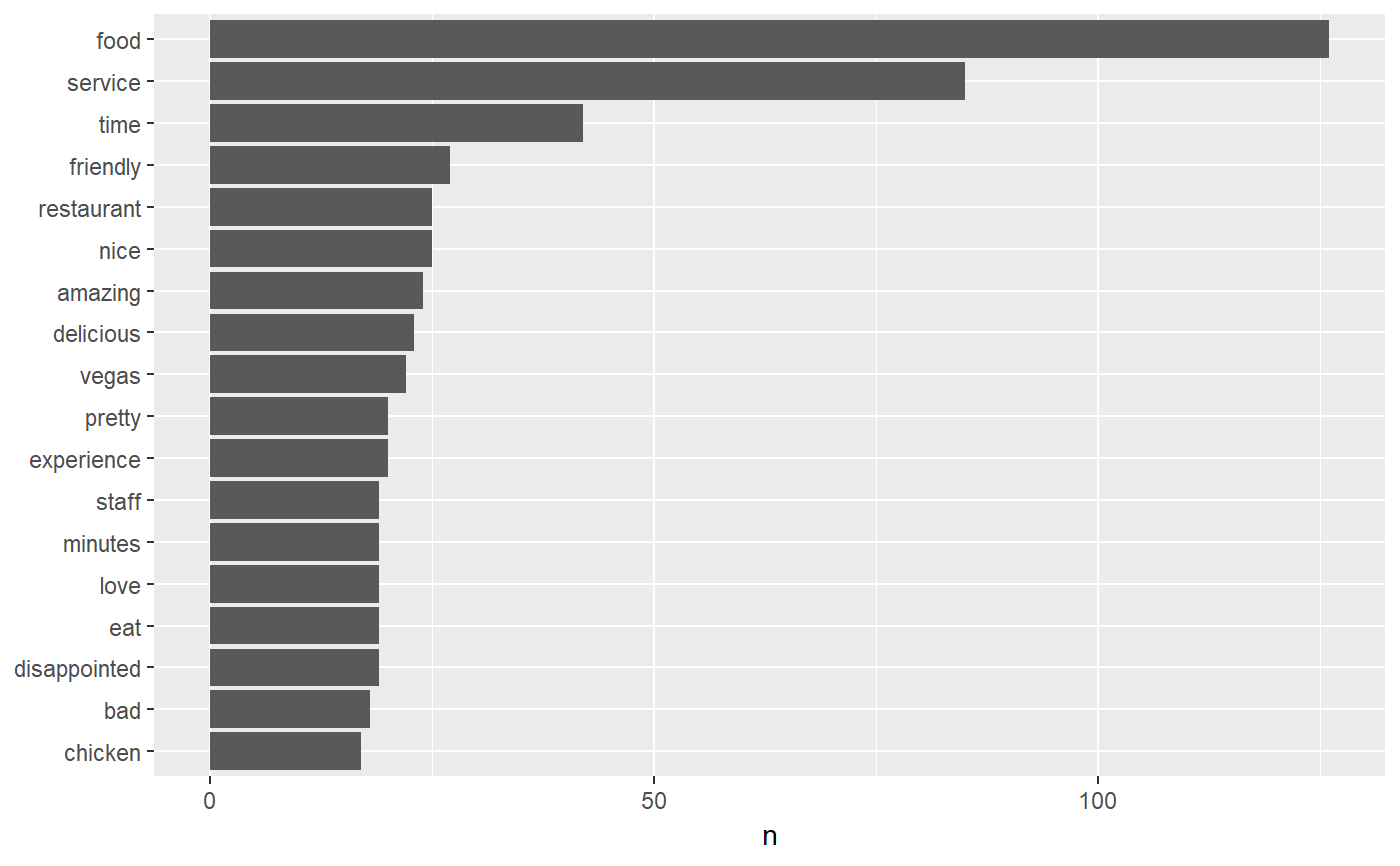 food
service
time
friendly
restaurant
nice
amazing
delicious
vegas
pretty
experience
staff
minutes
love
eat
disappointed
bad
chicken
0 50 100
n